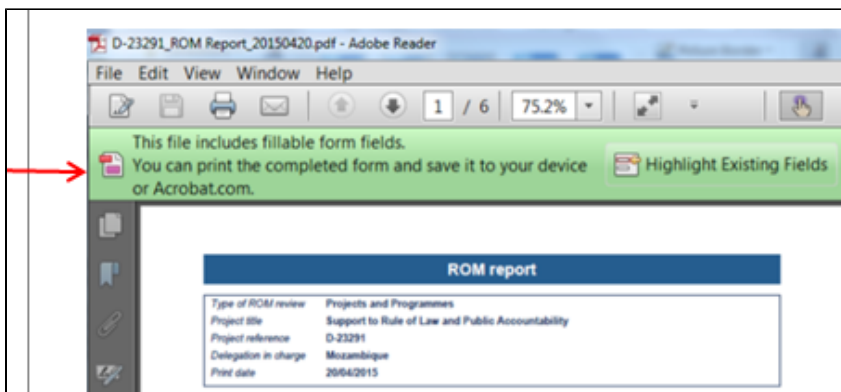 D-23291_ROM Report_20150420.pdf - Adobe Reader
File Edit View Window Help
1 / 6 75.2%
This file includes fillable form fields.
You can print the completed form and save it to your device
or Acrobat.com.
Highlight Existing Fields
ROM report
Type of ROM review Projects and Programmes
Project title Support to Rule of Law and Public Accountability
Project reference D-23291
Delegation in charge Mozambique
Print date 20/04/2015